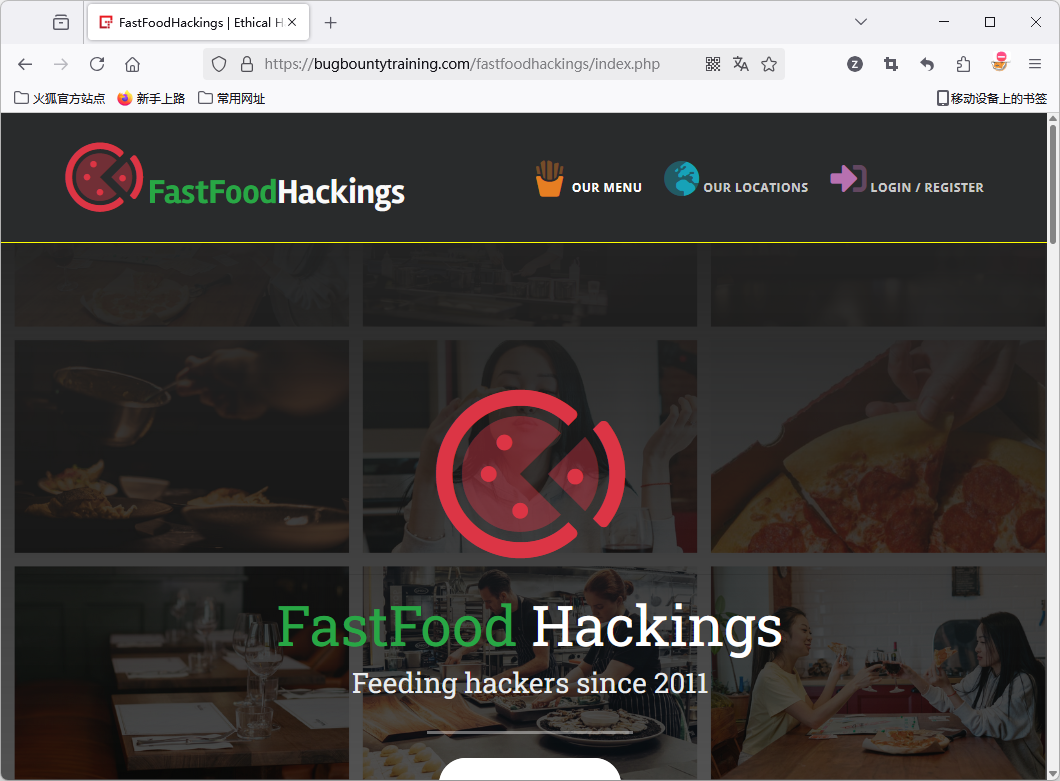 FastFoodHackings | Ethical H
https://bugbountytraining.com/fastfoodhackings/index.php
火狐官方站点 新手上路 常用网址 移动设备上的书签
FastFoodHackings OUR MENU OUR LOCATIONS LOGIN / REGISTER
FastFood Hackings
Feeding hackers since 2011